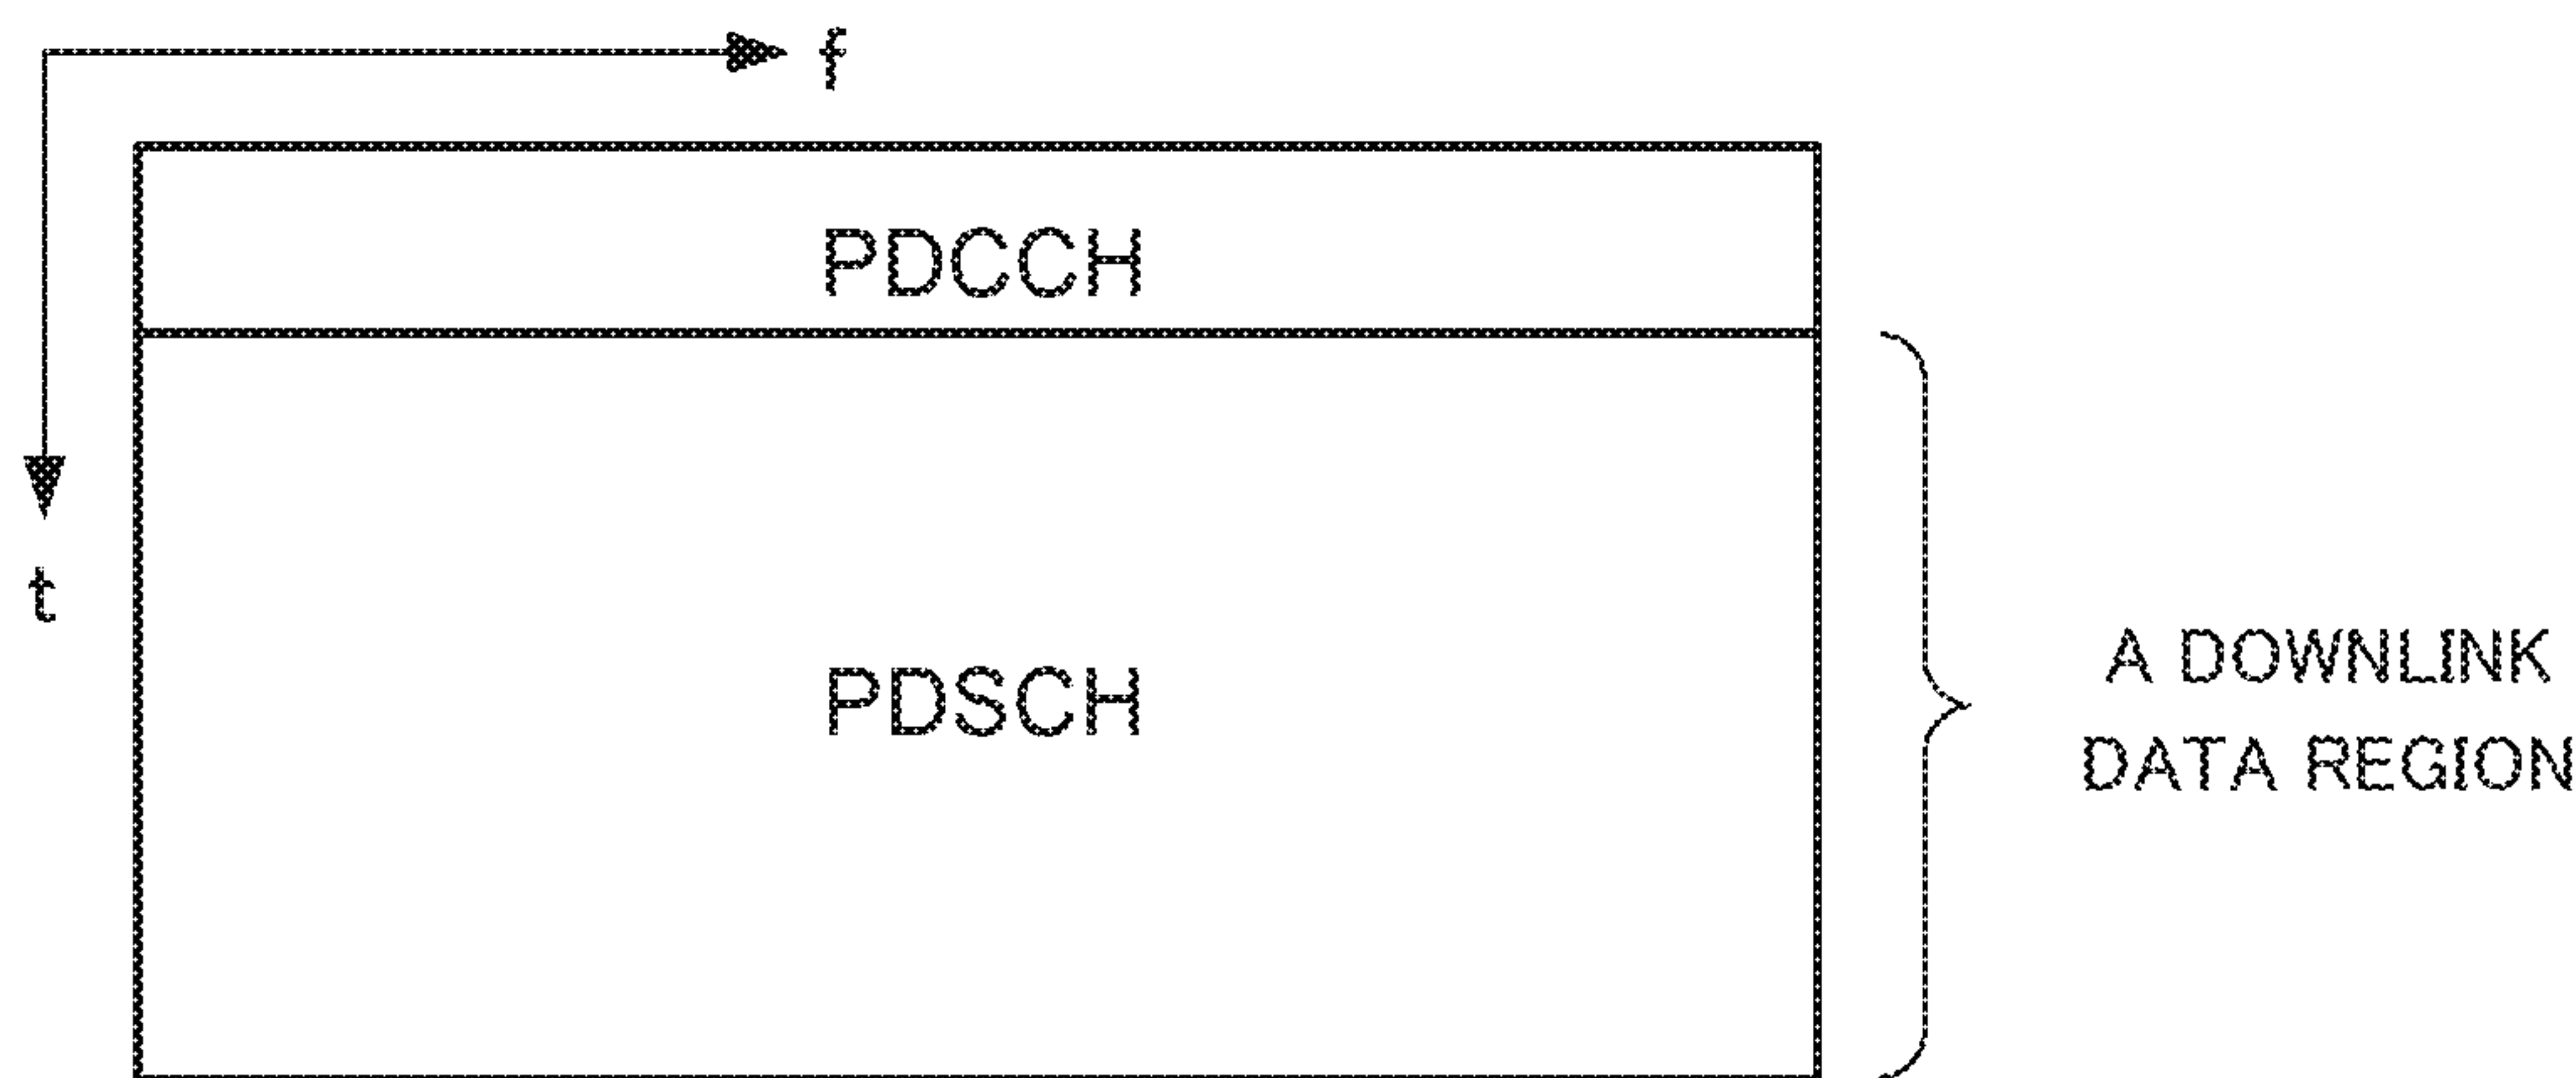 f
PDCCH
t
PDSCH
A DOWNLINK
DATA REGION